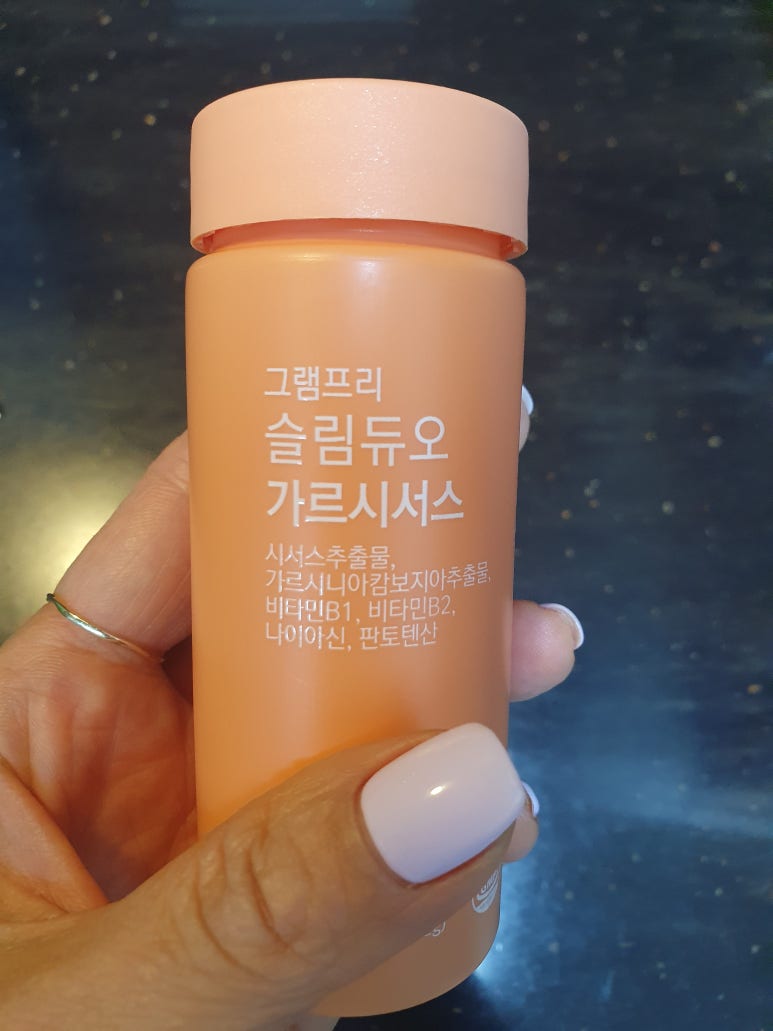 그램프리
슬림듀오
가르시서스
시서스추출물,
가르시니아캄보지아추출물,
비타민B1, 비타민B2,
나이아신, 판토텐산
GMP